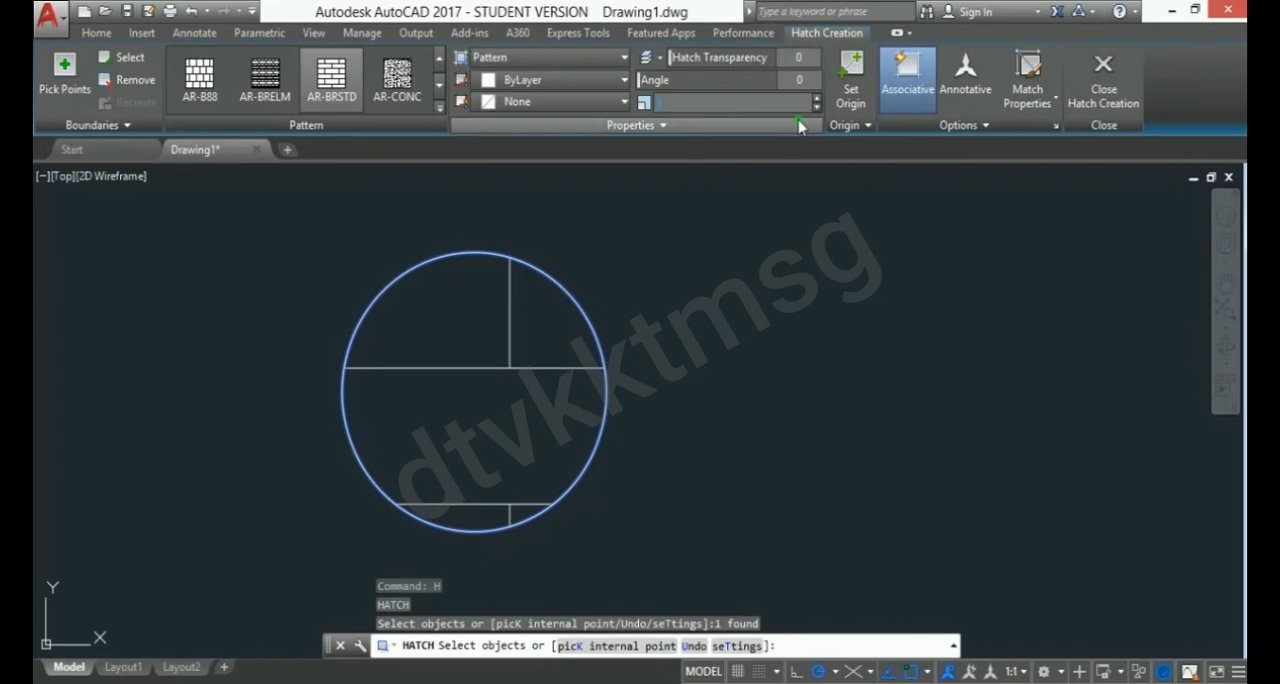 Autodesk AutoCAD 2017 - STUDENT VERSION Drawing1.dwg
Type a keyword or phrase
Sign In
Home Insert Annotate Parametric View Manage Output Add-ins A360 Express Tools Featured Apps Performance Hatch Creation
Pick Points
Select
Remove
Recreate
Boundaries
AR-B88
AR-BRELM
AR-BRSTD
AR-CONC
Pattern
Pattern
ByLayer
None
Hatch Transparency 0
Angle 0
Properties
Set
Origin
Origin
Associative
Annotative
Match
Properties
Options
Close
Hatch Creation
Close
Start
Drawing1*
[−][Top][2D Wireframe]
dtvkktmsg
Y
X
Command: H
HATCH
Select objects or [picK internal point/Undo/seTtings]:1 found
HATCH Select objects or [picK internal point Undo seTtings]:
Model Layout1 Layout2 +
MODEL
1:1